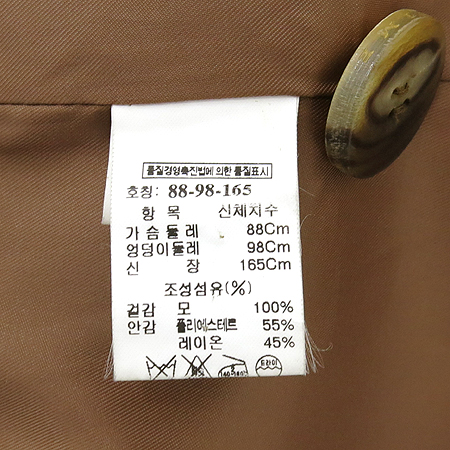 품질경영촉진법에 의한 품질표시
호칭: 88-98-165
항 목 신체치수
가 슴 둘 레 88Cm
엉덩이둘레 98Cm
신 장 165Cm
조성섬유(%)
겉감 모 100%
안감 폴리에스테르 55%
레이온 45%
드라이